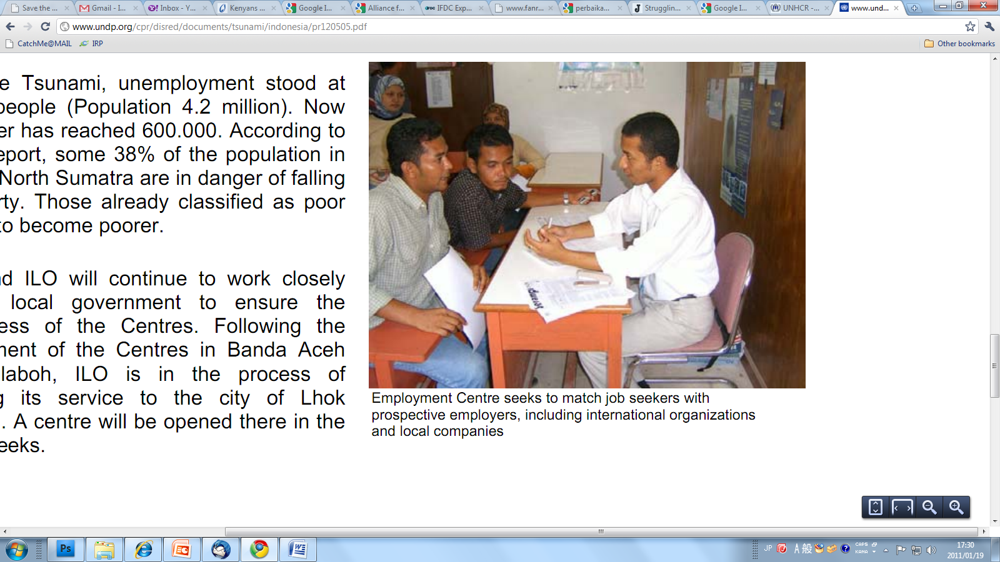 Save the ...
Gmail - I...
Inbox - Y...
Kenyans ...
Google I...
Alliance f...
IFDC Exp...
www.fanr...
perbaika...
Strugglin...
Google I...
UNHCR -...
www.und...
www.undp.org/cpr/disred/documents/tsunami/indonesia/pr120505.pdf
CatchMe@MAIL
IRP
Other bookmarks
e Tsunami, unemployment stood at
people (Population 4.2 million). Now
er has reached 600.000. According to
eport, some 38% of the population in
North Sumatra are in danger of falling
rty. Those already classified as poor
to become poorer.
nd ILO will continue to work closely
local government to ensure the
ess of the Centres. Following the
ment of the Centres in Banda Aceh
laboh, ILO is in the process of
g its service to the city of Lhok
. A centre will be opened there in the
eeks.
Employment Centre seeks to match job seekers with
prospective employers, including international organizations
and local companies
Ps
JP
A 般
CAPS
KANA
17:30
2011/01/19